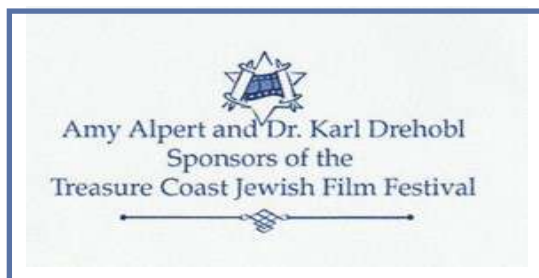 Amy Alpert and Dr. Karl Drehobl
Sponsors of the
Treasure Coast Jewish Film Festival